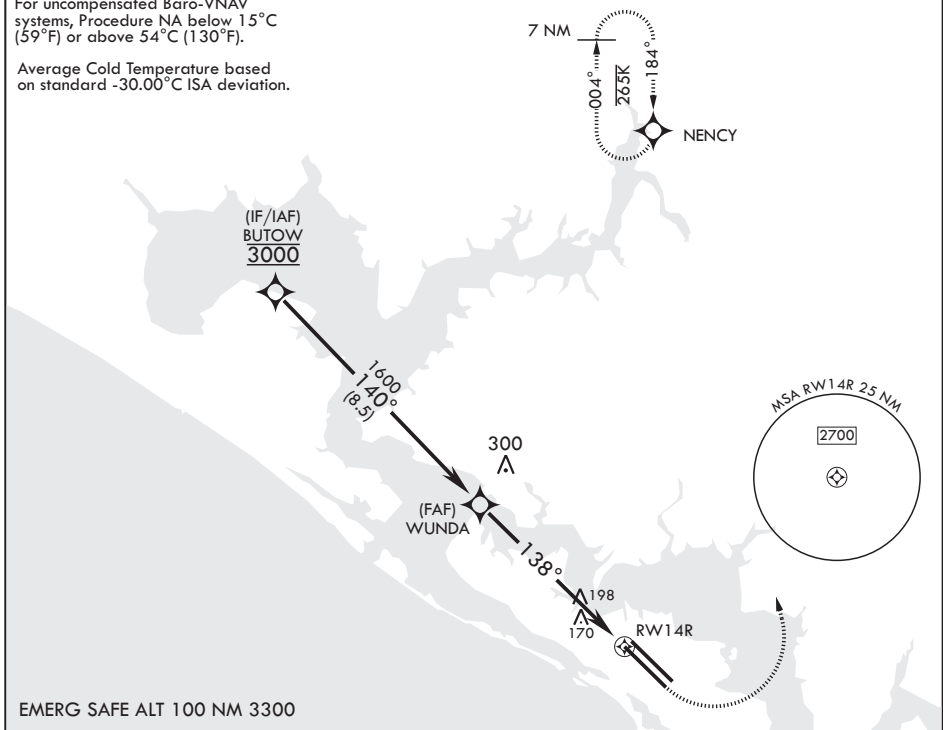 For uncompensated Baro-VNAV
systems, Procedure NA below 15°C
(59°F) or above 54°C (130°F).
Average Cold Temperature based
on standard -30.00°C ISA deviation.
7 NM
004°
265K
184°
NENCY
(IF/IAF)
BUTOW
3000
1600
140°
(8.5)
MSA RW14R 25 NM
2700
300
(FAF)
WUNDA
138°
198
170
RW14R
EMERG SAFE ALT 100 NM 3300